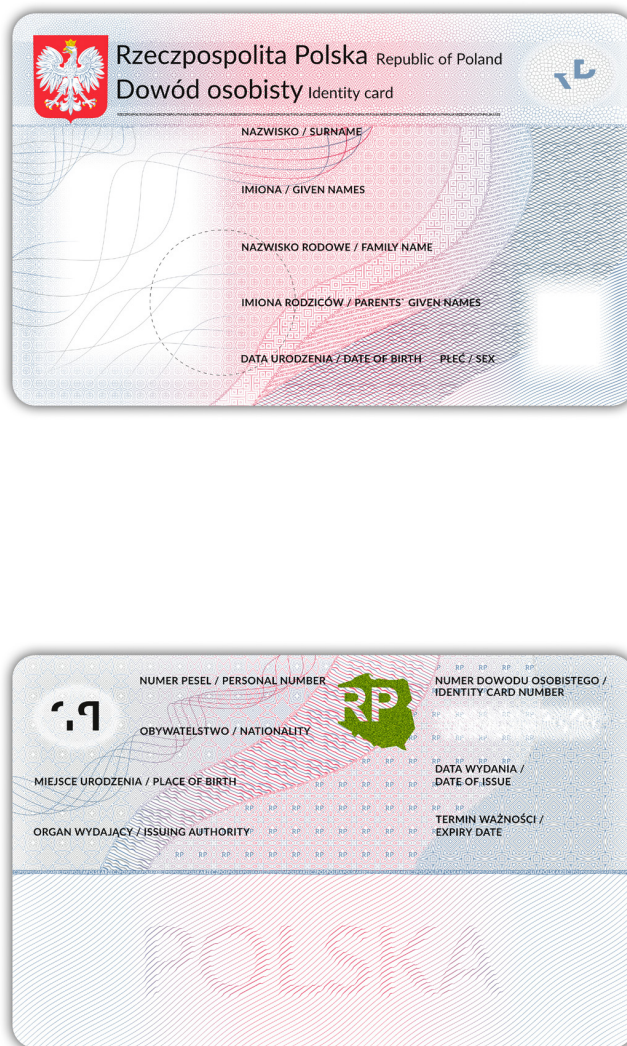 Rzeczpospolita Polska Republic of Poland
Dowód osobisty Identity card
NAZWISKO / SURNAME
IMIONA / GIVEN NAMES
NAZWISKO RODOWE / FAMILY NAME
IMIONA RODZICÓW / PARENTS` GIVEN NAMES
DATA URODZENIA / DATE OF BIRTH PŁEĆ / SEX
NUMER PESEL / PERSONAL NUMBER
RP
NUMER DOWODU OSOBISTEGO /
IDENTITY CARD NUMBER
OBYWATELSTWO / NATIONALITY
MIEJSCE URODZENIA / PLACE OF BIRTH
DATA WYDANIA /
DATE OF ISSUE
ORGAN WYDAJĄCY / ISSUING AUTHORITY
TERMIN WAŻNOŚCI /
EXPIRY DATE
POLSKA